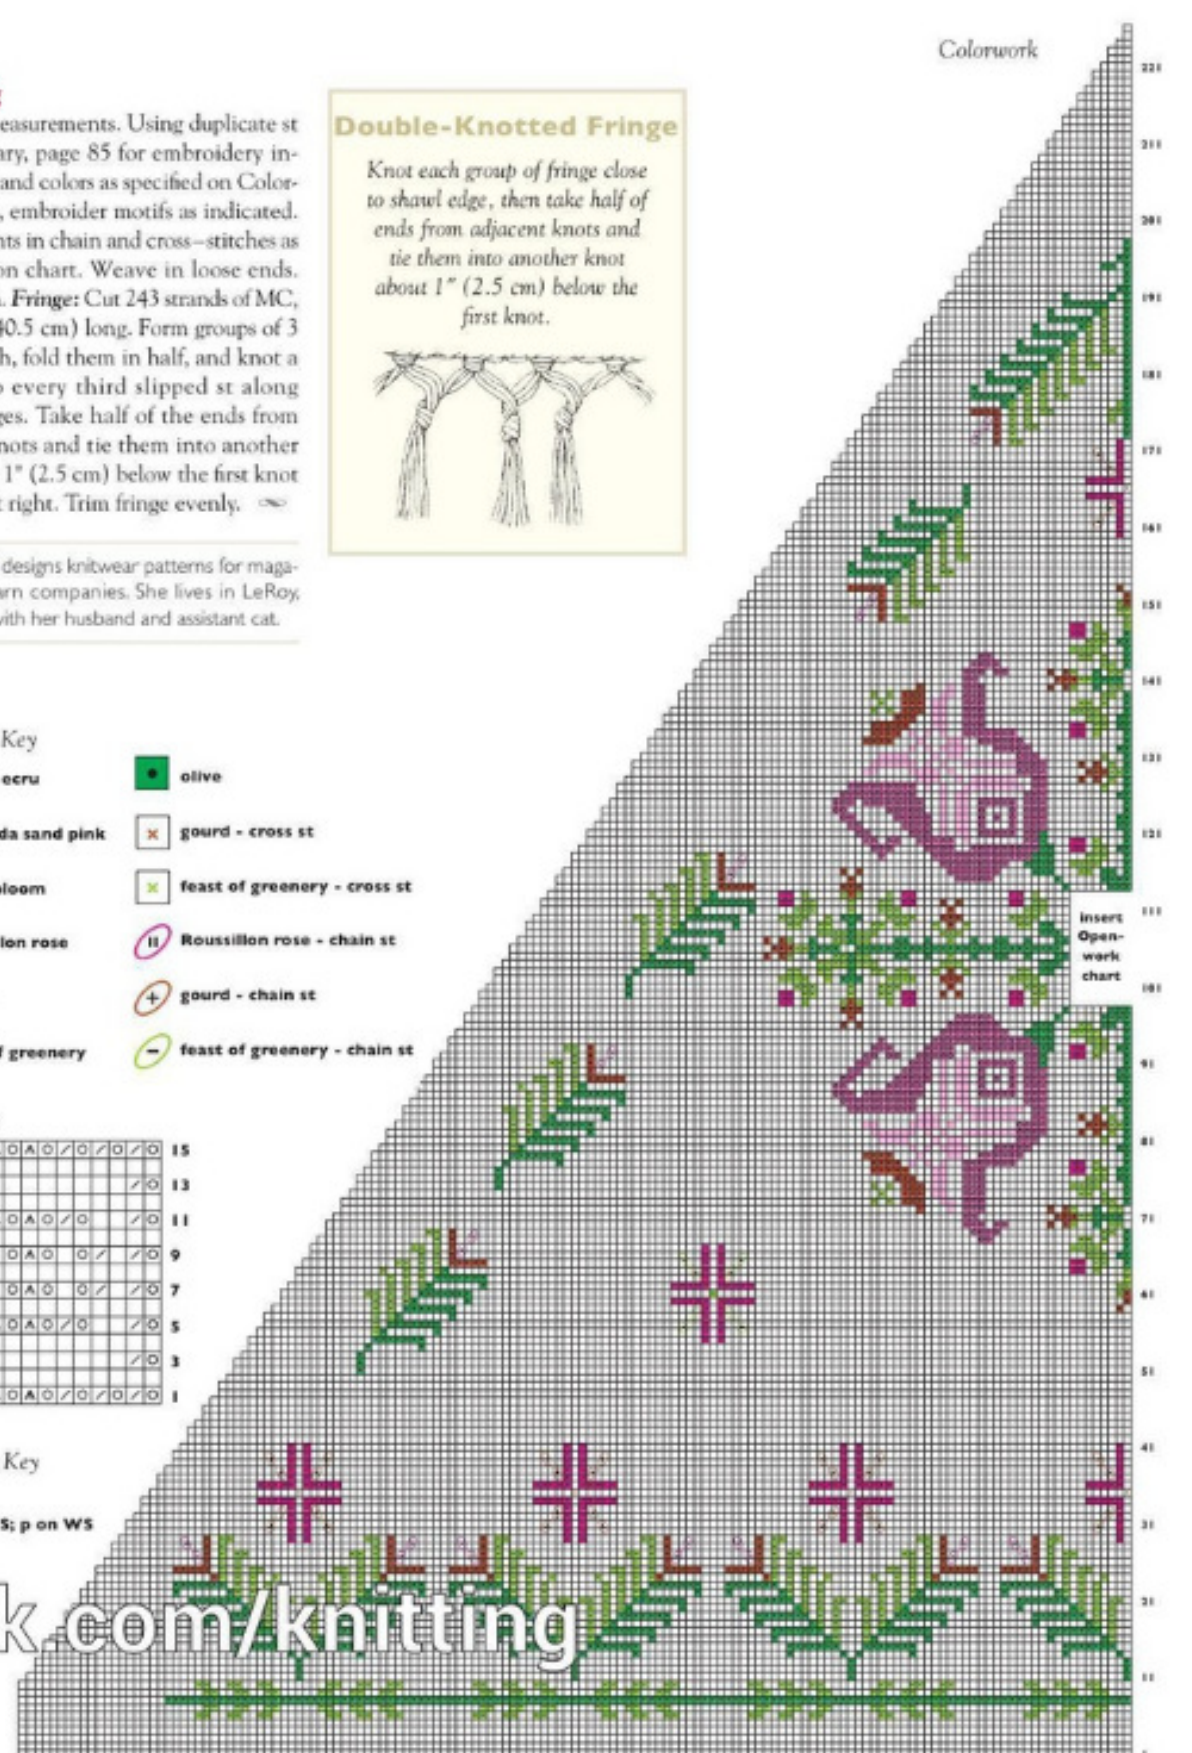 Colorwork
easurements. Using duplicate st
ary, page 85 for embroidery in-
and colors as specified on Color-
, embroider motifs as indicated.
nts in chain and cross–stitches as
on chart. Weave in loose ends.
. Fringe: Cut 243 strands of MC,
40.5 cm) long. Form groups of 3
h, fold them in half, and knot a
o every third slipped st along
ges. Take half of the ends from
nots and tie them into another
1" (2.5 cm) below the first knot
t right. Trim fringe evenly.
designs knitwear patterns for maga-
arn companies. She lives in LeRoy,
with her husband and assistant cat.
Double-Knotted Fringe
Knot each group of fringe close
to shawl edge, then take half of
ends from adjacent knots and
tie them into another knot
about 1" (2.5 cm) below the
first knot.
Key
ecru
olive
da sand pink
gourd - cross st
bloom
feast of greenery - cross st
lon rose
Roussillon rose - chain st
gourd - chain st
f greenery
feast of greenery - chain st
15
13
11
9
7
5
3
1
Key
S; p on WS
k.com/knitting
221
211
201
191
181
171
161
151
141
131
121
111
insert
Open-
work
chart
101
91
81
71
61
51
41
31
21
11